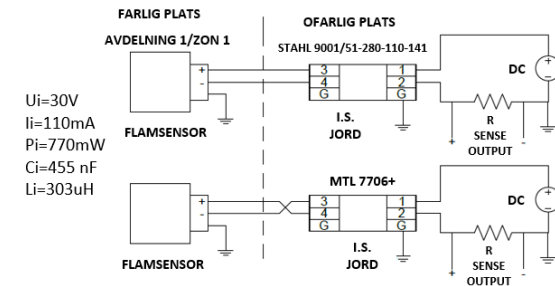 FARLIG PLATS
OFARLIG PLATS
AVDELNING 1/ZON 1
STAHL 9001/51-280-110-141
+
-
3
4
G
1
2
G
DC
+
-
Ui=30V
Ii=110mA
Pi=770mW
Ci=455 nF
Li=303uH
FLAMSENSOR
I.S.
JORD
R
SENSE
OUTPUT
+
-
MTL 7706+
+
-
3
4
G
1
2
G
DC
+
-
FLAMSENSOR
I.S.
JORD
R
SENSE
OUTPUT
+
-